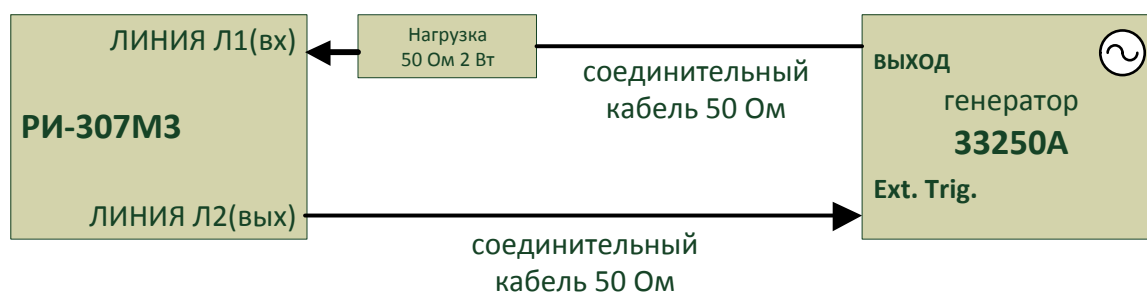 ЛИНИЯ Л1(вх)
РИ-307М3
ЛИНИЯ Л2(вых)
Нагрузка
50 Ом 2 Вт
соединительный
кабель 50 Ом
выход
генератор
33250А
Ext. Trig.
соединительный
кабель 50 Ом